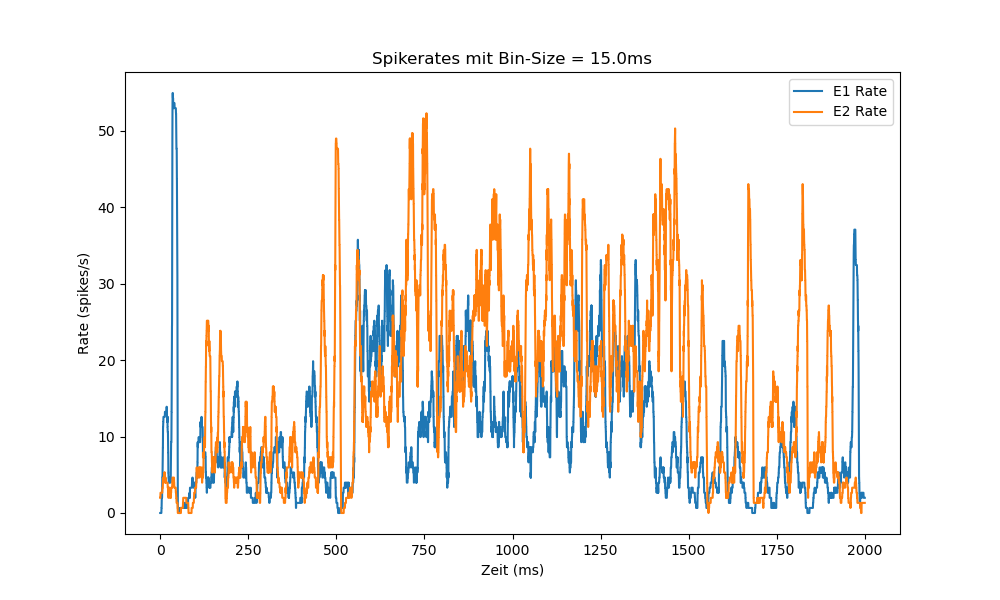 Spikerates mit Bin-Size = 15.0ms
E1 Rate
E2 Rate
Rate (spikes/s)
50
40
30
20
10
0
0 250 500 750 1000 1250 1500 1750 2000
Zeit (ms)